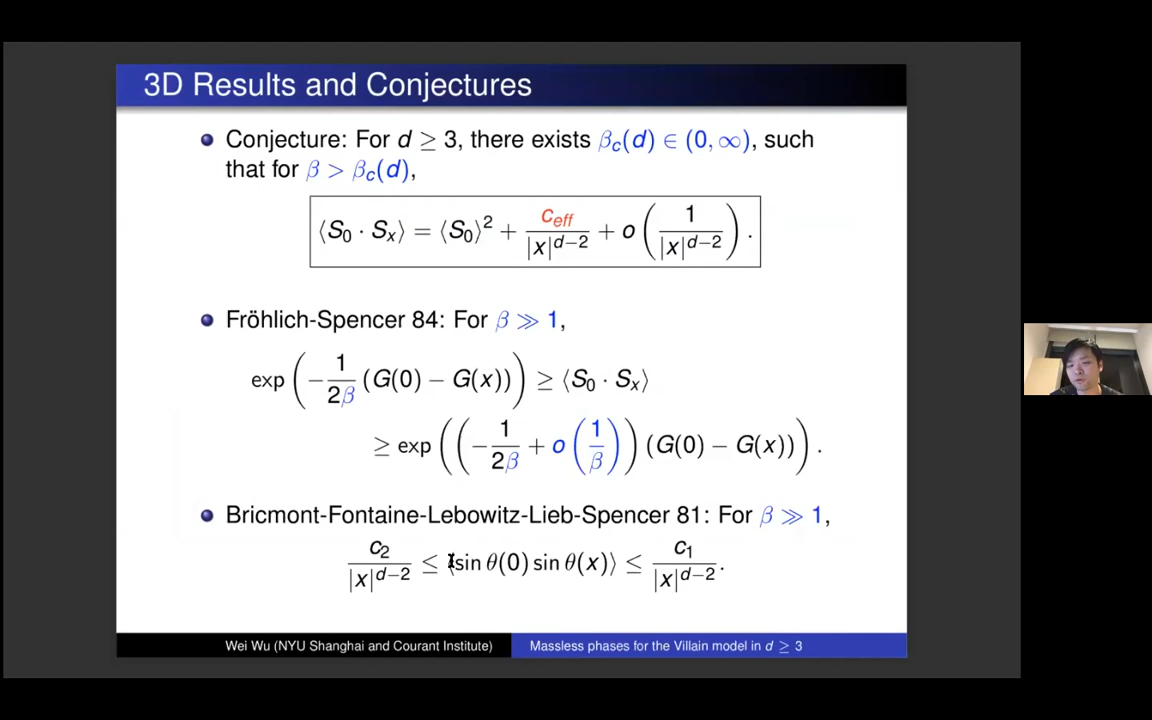 3D Results and Conjectures
Conjecture: For d ≥ 3, there exists β_c(d) ∈ (0, ∞), such
that for β > β_c(d),
⟨S_0 · S_x⟩ = ⟨S_0⟩^2 + c_eff / |x|^{d−2} + o(1 / |x|^{d−2}).
Fröhlich-Spencer 84: For β ≫ 1,
exp(−1/(2β) (G(0) − G(x))) ≥ ⟨S_0 · S_x⟩
≥ exp((−1/(2β) + o(1/β)) (G(0) − G(x))).
Bricmont-Fontaine-Lebowitz-Lieb-Spencer 81: For β ≫ 1,
c_2 / |x|^{d−2} ≤ ⟨sin θ(0) sin θ(x)⟩ ≤ c_1 / |x|^{d−2}.
Wei Wu (NYU Shanghai and Courant Institute)
Massless phases for the Villain model in d ≥ 3